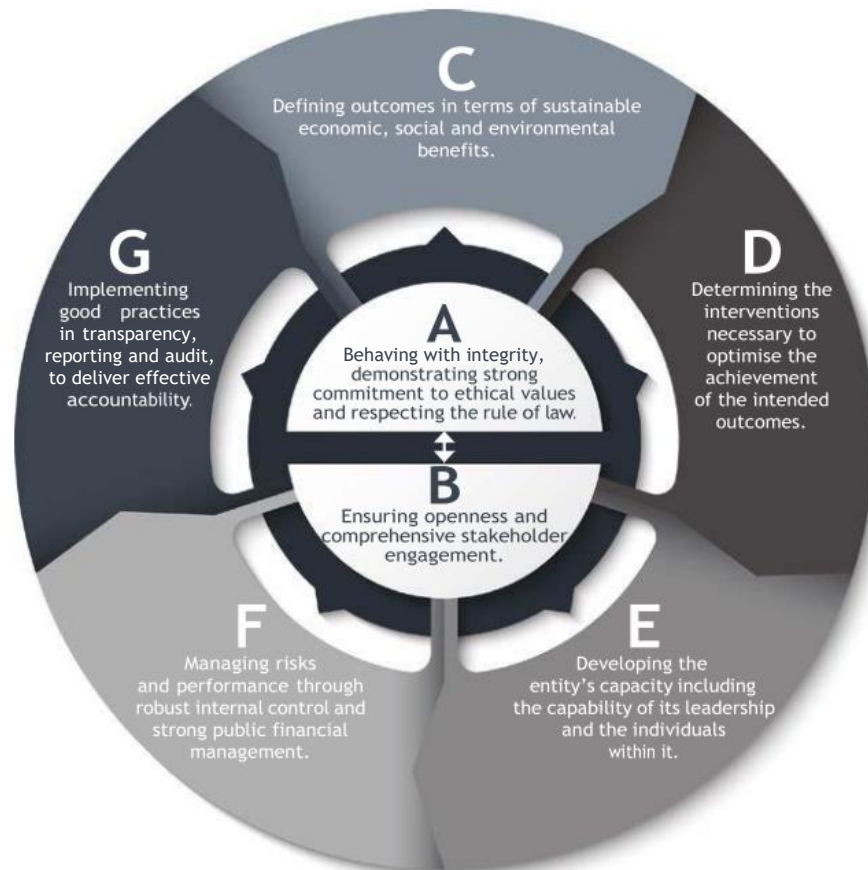 C
Defining outcomes in terms of sustainable
economic, social and environmental
benefits.
G
Implementing
good practices
in transparency,
reporting and audit,
to deliver effective
accountability.
D
Determining the
interventions
necessary to
optimise the
achievement
of the intended
outcomes.
A
Behaving with integrity,
demonstrating strong
commitment to ethical values
and respecting the rule of law.
B
Ensuring openness and
comprehensive stakeholder
engagement.
F
Managing risks
and performance through
robust internal control and
strong public financial
management.
E
Developing the
entity’s capacity including
the capability of its leadership
and the individuals
within it.